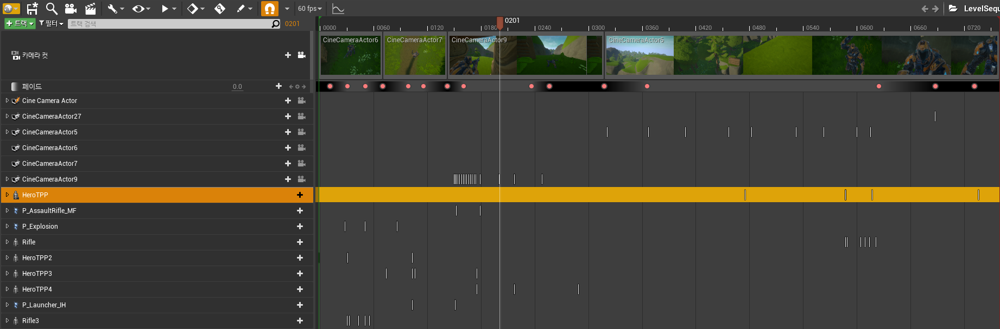 60 fps
LevelSequ
트랙
필터
트랙 검색
0201
0201
0000
0060
0120
0180
0240
0300
0360
0420
0480
0540
0600
0660
0720
카메라 컷
CineCameraActor6
CineCameraActor7
CineCameraActor9
CineCameraActor5
페이드
0.0
Cine Camera Actor
CineCameraActor27
CineCameraActor5
CineCameraActor6
CineCameraActor7
CineCameraActor9
HeroTPP
P_AssaultRifle_MF
P_Explosion
Rifle
HeroTPP2
HeroTPP3
HeroTPP4
P_Launcher_IH
Rifle3